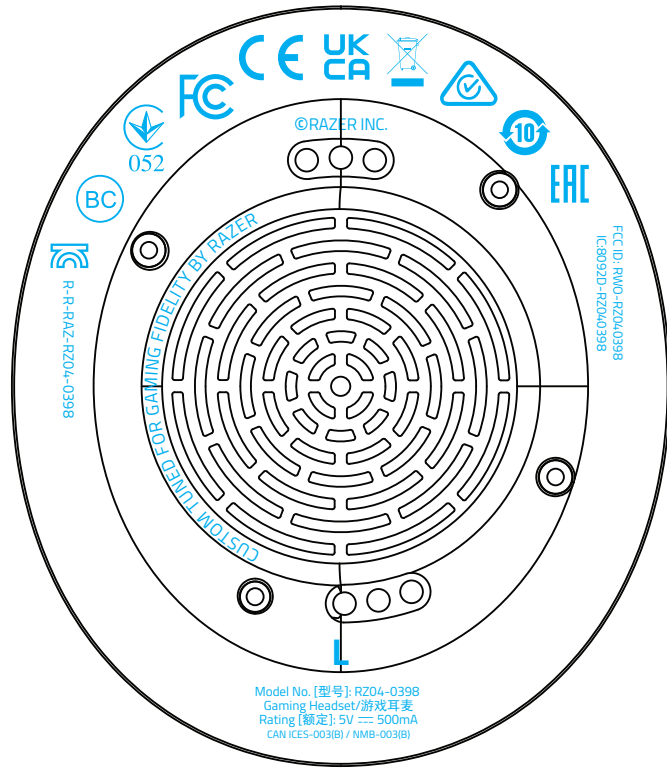 CE
UK
CA
FC
052
BC
10
EAC
©RAZER INC.
CUSTOM TUNED FOR GAMING FIDELITY BY RAZER
R-R-RAZ-RZ04-0398
FCC ID: RWO-RZ040398
IC:8092D-RZ040398
L
Model No. [型号]: RZ04-0398
Gaming Headset/游戏耳麦
Rating [额定]: 5V ⎓ 500mA
CAN ICES-003(B) / NMB-003(B)